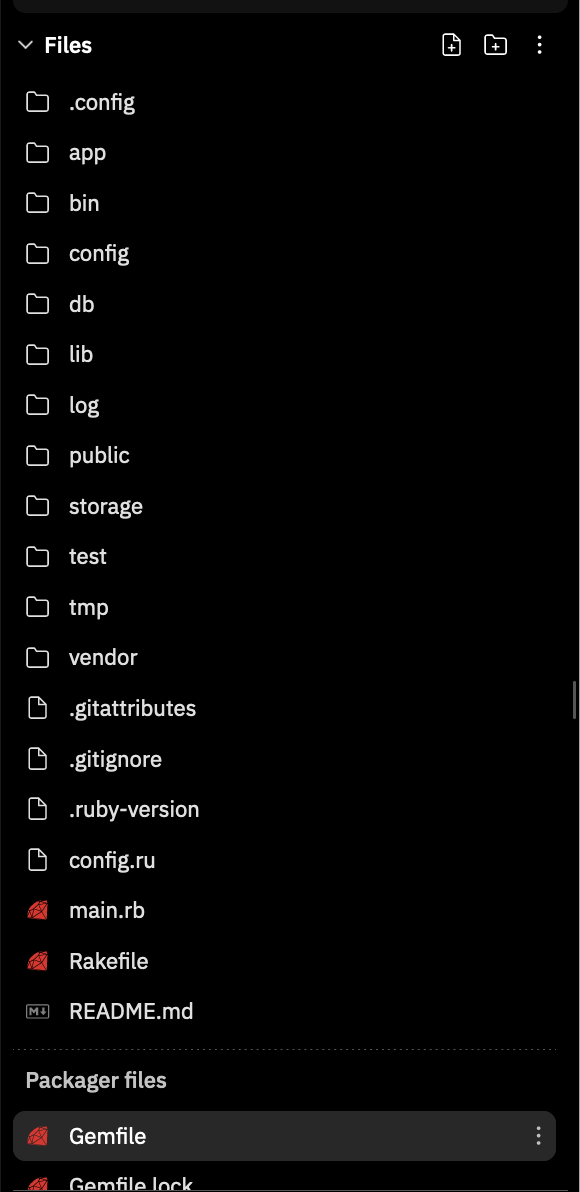 Files
.config
app
bin
config
db
lib
log
public
storage
test
tmp
vendor
.gitattributes
.gitignore
.ruby-version
config.ru
main.rb
Rakefile
README.md
Packager files
Gemfile
Gemfile.lock